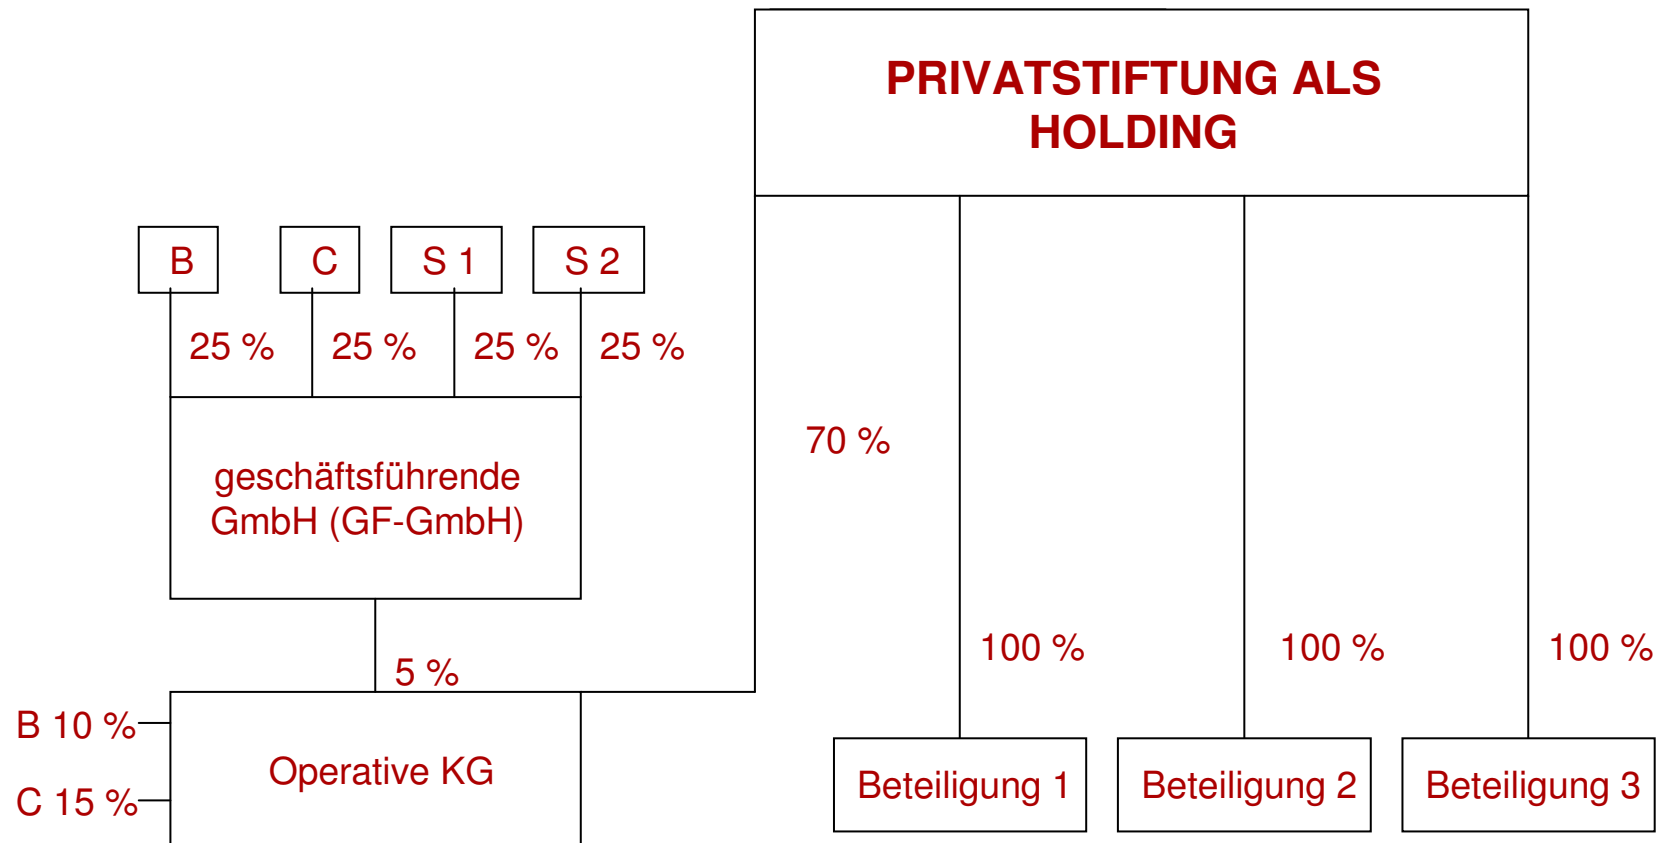 PRIVATSTIFTUNG ALS
HOLDING
B
C
S 1
S 2
25 %
25 %
25 %
25 %
geschäftsführende
GmbH (GF-GmbH)
70 %
5 %
100 %
100 %
100 %
B 10 %
C 15 %
Operative KG
Beteiligung 1
Beteiligung 2
Beteiligung 3